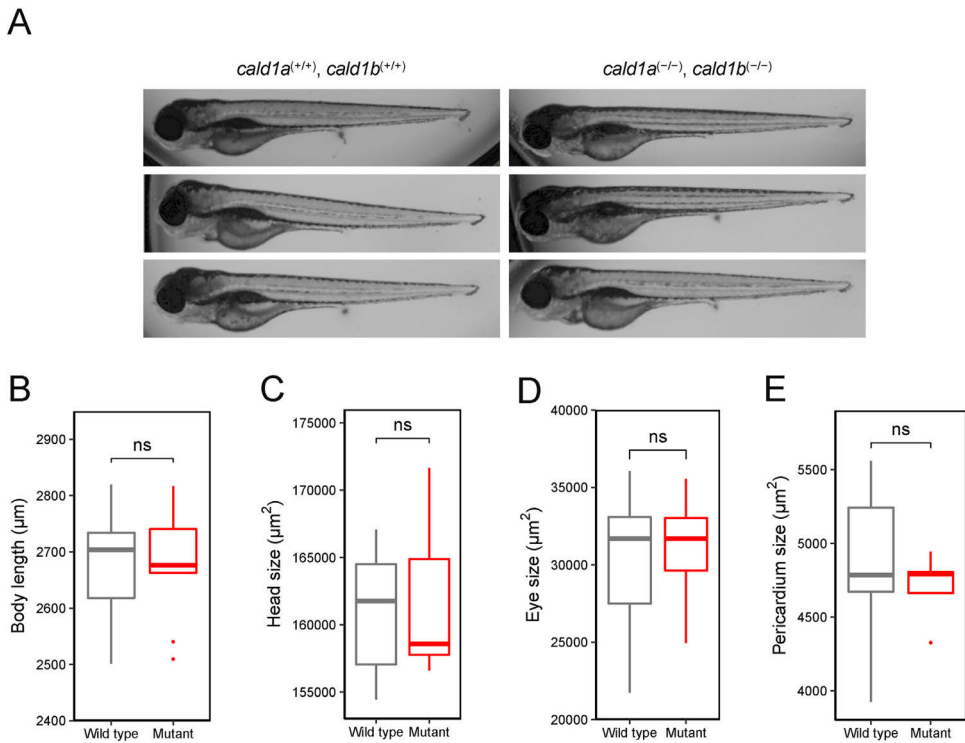 A
cald1a(+/+), cald1b(+/+)
cald1a(−/−), cald1b(−/−)
B
Body length (μm)
2900
2800
2700
2600
2500
2400
ns
Wild type Mutant
C
Head size (μm²)
175000
170000
165000
160000
155000
ns
Wild type Mutant
D
Eye size (μm²)
40000
35000
30000
25000
20000
ns
Wild type Mutant
E
Pericardium size (μm²)
5500
5000
4500
4000
ns
Wild type Mutant